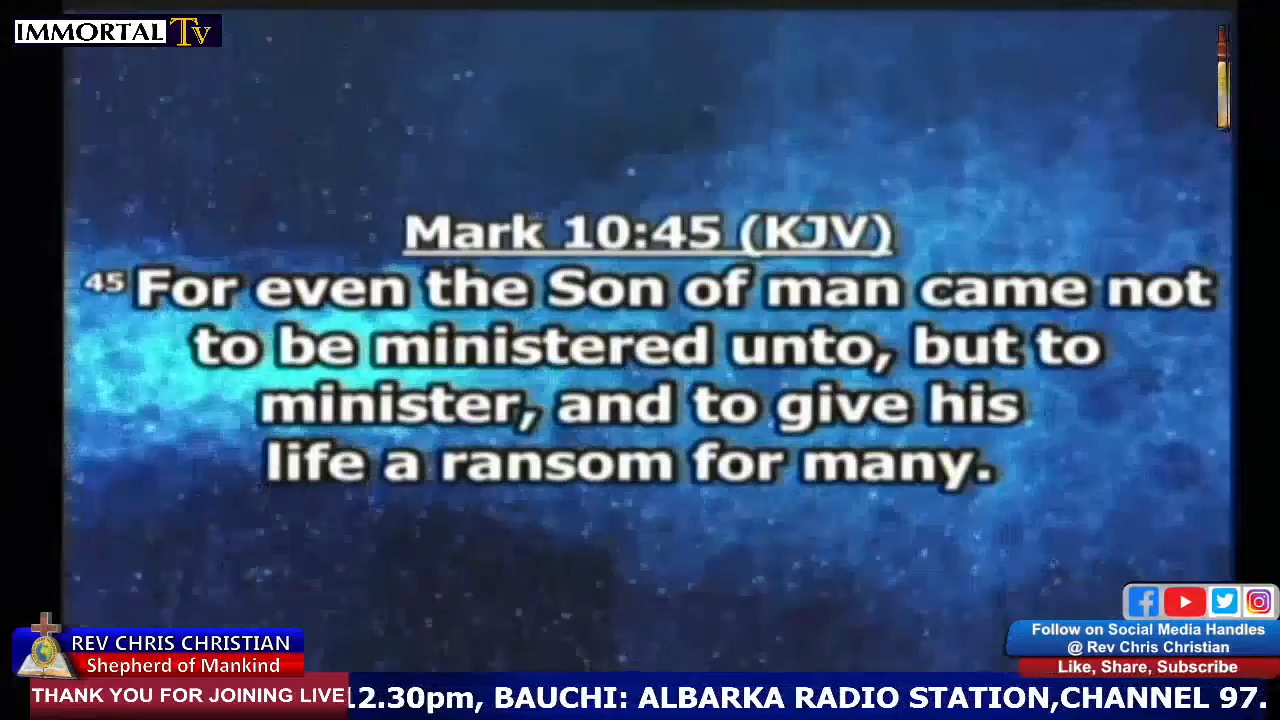 IMMORTAL Tv
Mark 10:45 (KJV)
45 For even the Son of man came not
to be ministered unto, but to
minister, and to give his
life a ransom for many.
REV CHRIS CHRISTIAN
Shepherd of Mankind
Follow on Social Media Handles
@ Rev Chris Christian
Like, Share, Subscribe
THANK YOU FOR JOINING LIVE
12.30pm, BAUCHI: ALBARKA RADIO STATION,CHANNEL 97.